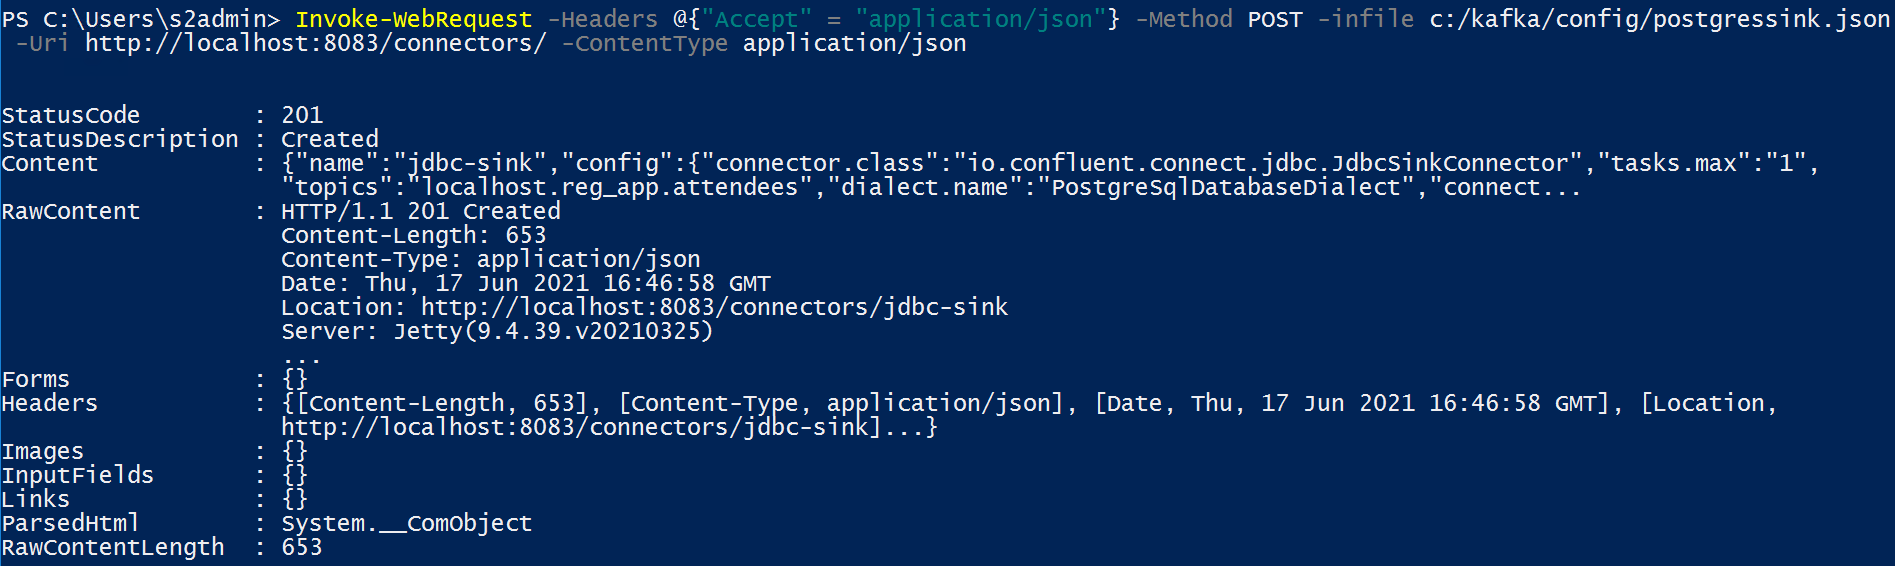 PS C:\Users\s2admin> Invoke-WebRequest -Headers @{"Accept" = "application/json"} -Method POST -infile c:/kafka/config/postgressink.json
 -Uri http://localhost:8083/connectors/ -ContentType application/json
StatusCode        : 201
StatusDescription : Created
Content           : {"name":"jdbc-sink","config":{"connector.class":"io.confluent.connect.jdbc.JdbcSinkConnector","tasks.max":"1",
                    "topics":"localhost.reg_app.attendees","dialect.name":"PostgreSqlDatabaseDialect","connect...
RawContent        : HTTP/1.1 201 Created
                    Content-Length: 653
                    Content-Type: application/json
                    Date: Thu, 17 Jun 2021 16:46:58 GMT
                    Location: http://localhost:8083/connectors/jdbc-sink
                    Server: Jetty(9.4.39.v20210325)
                    ...
Forms             : {}
Headers           : {[Content-Length, 653], [Content-Type, application/json], [Date, Thu, 17 Jun 2021 16:46:58 GMT], [Location,
                    http://localhost:8083/connectors/jdbc-sink]...}
Images            : {}
InputFields       : {}
Links             : {}
ParsedHtml        : System.__ComObject
RawContentLength  : 653